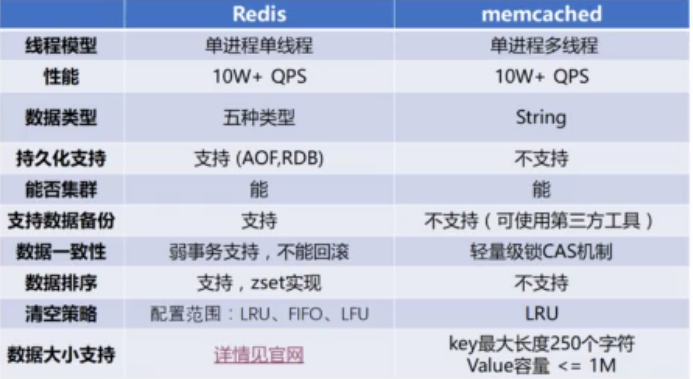 Redis memcached
线程模型 单进程单线程 单进程多线程
性能 10W+ QPS 10W+ QPS
数据类型 五种类型 String
持久化支持 支持 (AOF,RDB) 不支持
能否集群 能 能
支持数据备份 支持 不支持（可使用第三方工具）
数据一致性 弱事务支持，不能回滚 轻量级锁CAS机制
数据排序 支持，zset实现 不支持
清空策略 配置范围：LRU、FIFO、LFU LRU
数据大小支持 详情见官网 key最大长度250个字符
Value容量 <= 1M